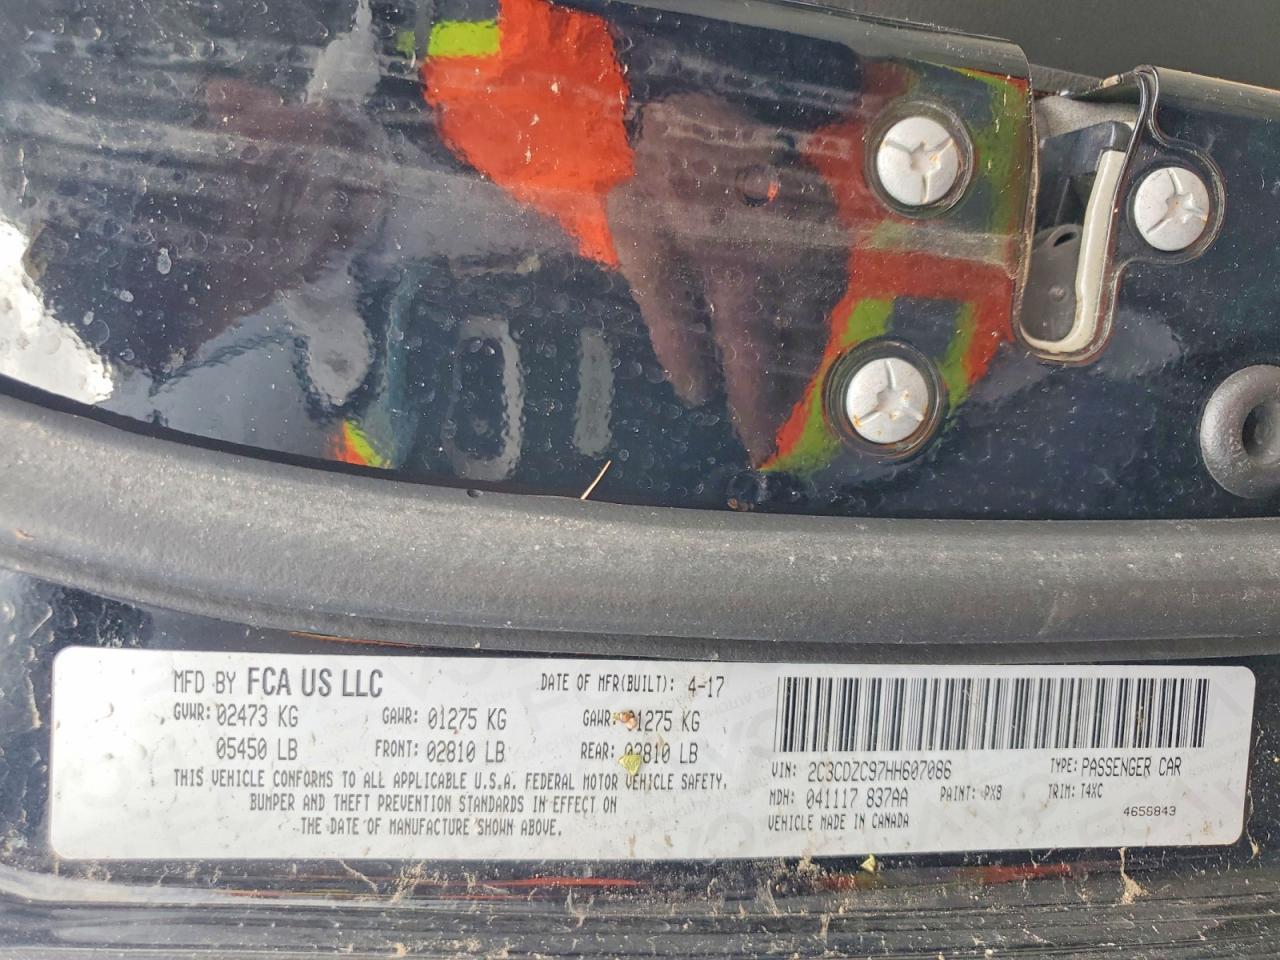 MFD BY FCA US LLC DATE OF MFR(BUILT): 4-17
GVWR: 02473 KG GAWR: 01275 KG GAWR: 01275 KG
05450 LB FRONT: 02810 LB REAR: 02810 LB
THIS VEHICLE CONFORMS TO ALL APPLICABLE U.S.A. FEDERAL MOTOR VEHICLE SAFETY,
BUMPER AND THEFT PREVENTION STANDARDS IN EFFECT ON
THE DATE OF MANUFACTURE SHOWN ABOVE.
VIN: 2C3CDZC97HH607086 TYPE: PASSENGER CAR
MDH: 041117 837AA PAINT: PX8 TRIM: T4XC
VEHICLE MADE IN CANADA 4658843